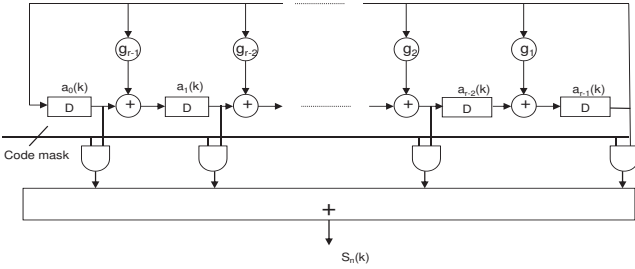 g_{r-1} g_{r-2} g_2 g_1
a_0(k) a_1(k) a_{r-2}(k) a_{r-1}(k)
D + D + + D + D
Code mask
+
S_n(k)